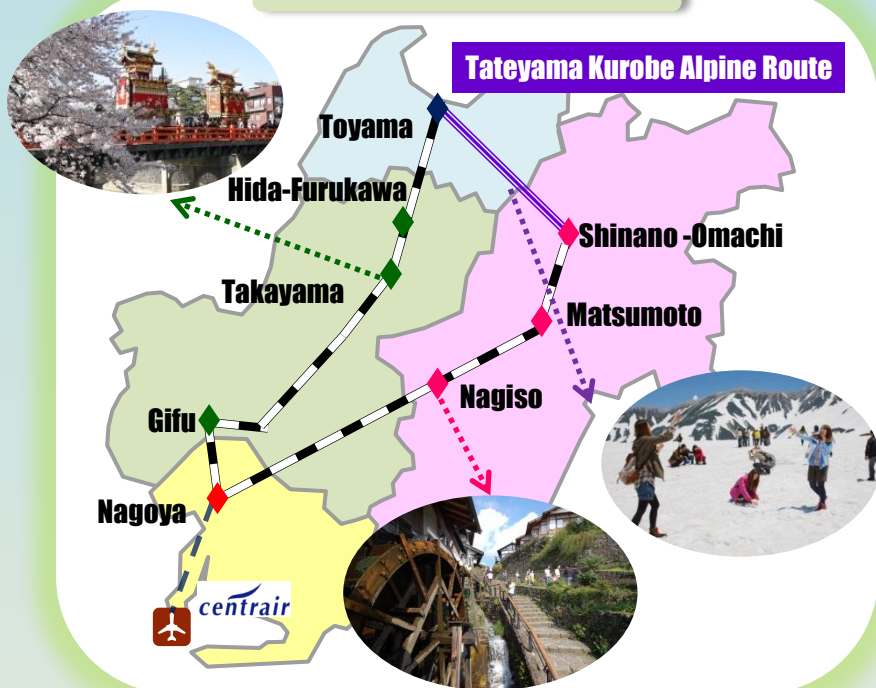 Tateyama Kurobe Alpine Route
Toyama
Hida-Furukawa
Shinano -Omachi
Takayama
Matsumoto
Nagiso
Gifu
Nagoya
centrair